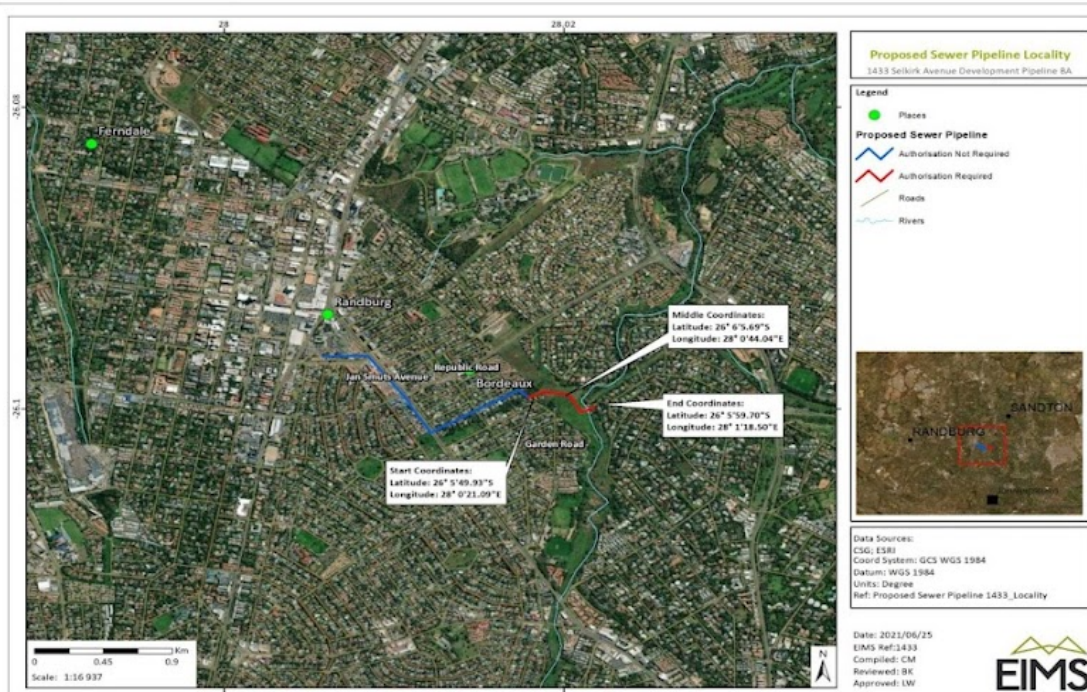 28
28.02
-26.08
-26.1
Ferndale
Randburg
Jan Smuts Avenue
Republic Road
Bordeaux
Garden Road
Middle Coordinates:
Latitude: 26° 6'5.69"S
Longitude: 28° 0'44.04"E
End Coordinates:
Latitude: 26° 5'59.70"S
Longitude: 28° 1'18.50"E
Start Coordinates:
Latitude: 26° 5'49.93"S
Longitude: 28° 0'21.09"E
Km
0 0.45 0.9
Scale: 1:16 937
N
Proposed Sewer Pipeline Locality
1433 Selkirk Avenue Development Pipeline BA
Legend
Places
Proposed Sewer Pipeline
Authorisation Not Required
Authorisation Required
Roads
Rivers
SANDTON
RANDBURG
Data Sources:
CSG; ESRI
Coord System: GCS WGS 1984
Datum: WGS 1984
Units: Degree
Ref: Proposed Sewer Pipeline 1433_Locality
Date: 2021/06/25
EIMS Ref:1433
Compiled: CM
Reviewed: BK
Approved: LW
EIMS